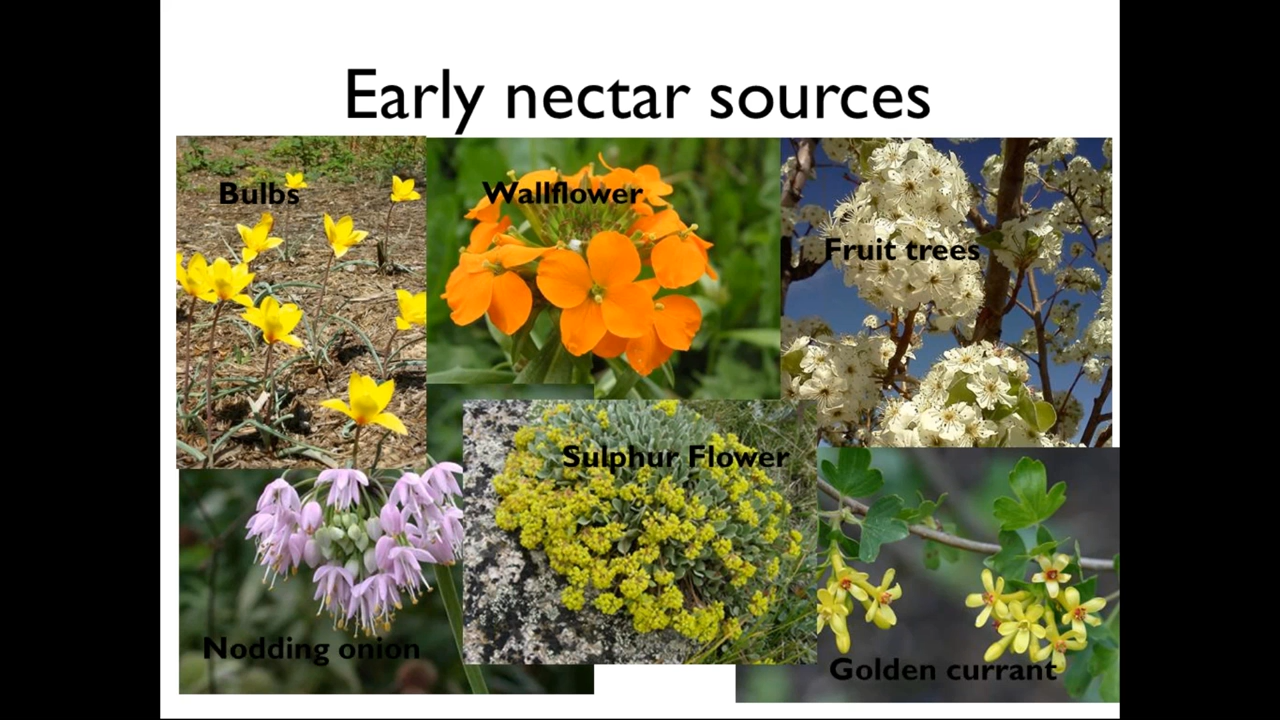 Early nectar sources
Bulbs
Wallflower
Fruit trees
Sulphur Flower
Nodding onion
Golden currant